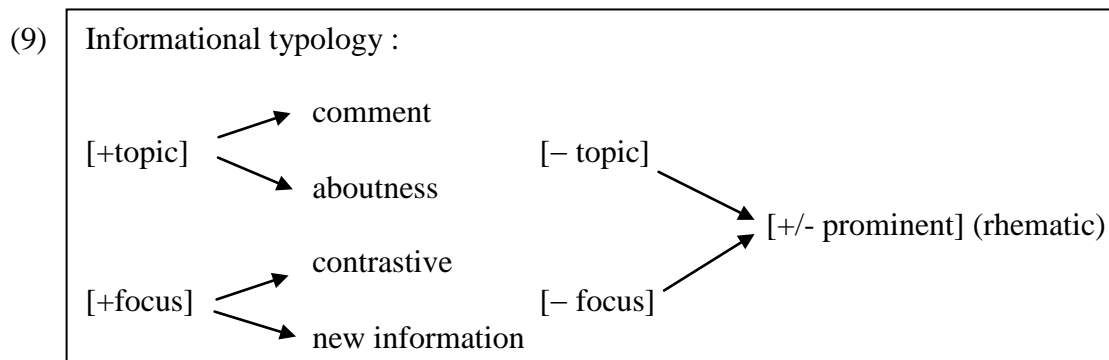 (9) Informational typology :
comment
[+topic] [− topic]
aboutness
[+/- prominent] (rhematic)
contrastive
[+focus] [− focus]
new information